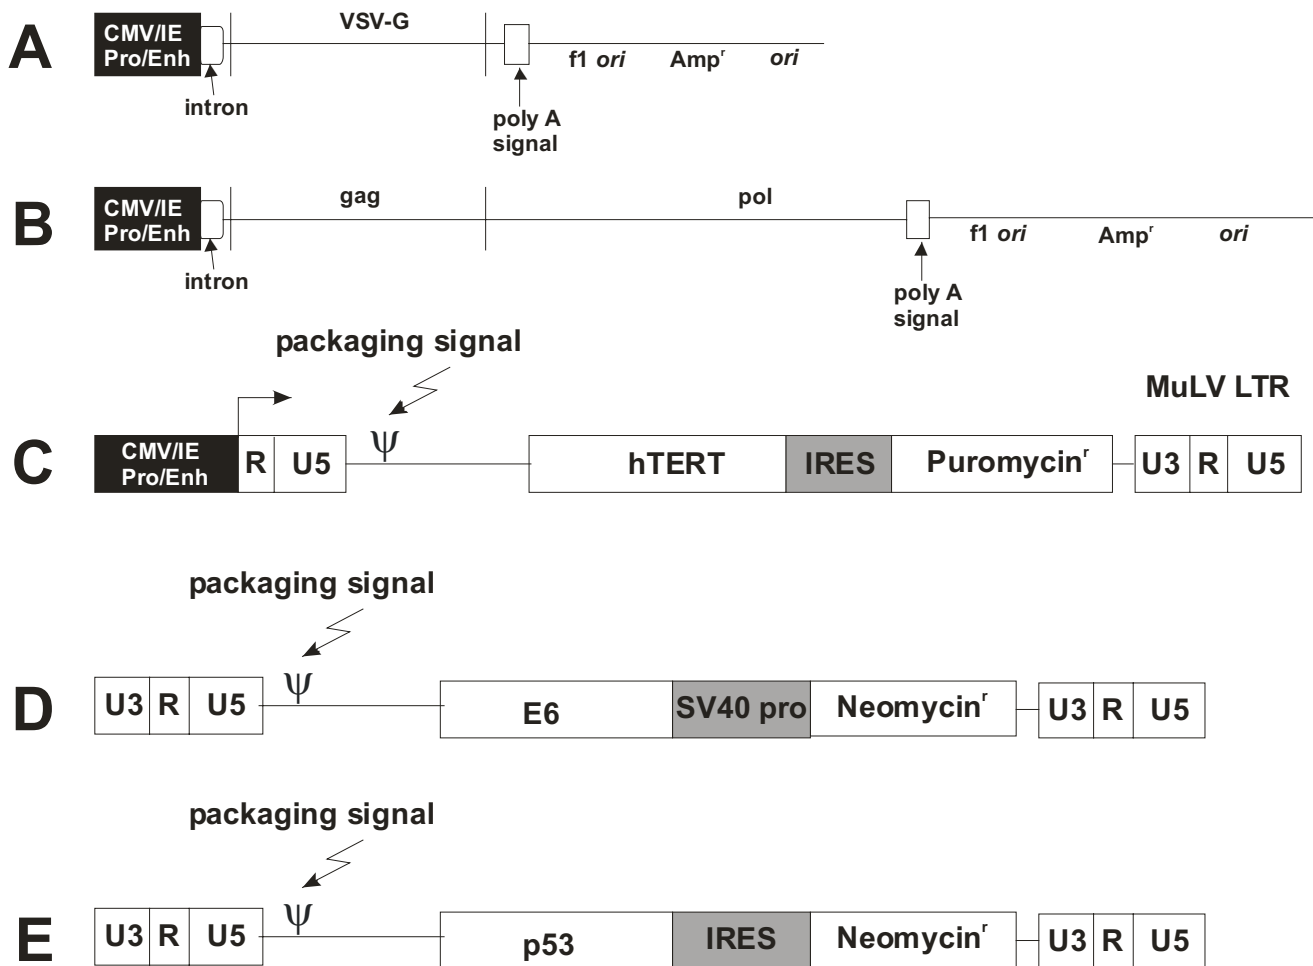 A
CMV/IE
Pro/Enh
VSV-G
f1 ori Ampʳ ori
intron
poly A
signal
B
CMV/IE
Pro/Enh
gag pol
f1 ori Ampʳ ori
intron
poly A
signal
packaging signal
MuLV LTR
C
CMV/IE
Pro/Enh
R U5 ψ hTERT IRES Puromycinʳ U3 R U5
packaging signal
D U3 R U5 ψ E6 SV40 pro Neomycinʳ U3 R U5
packaging signal
E U3 R U5 ψ p53 IRES Neomycinʳ U3 R U5